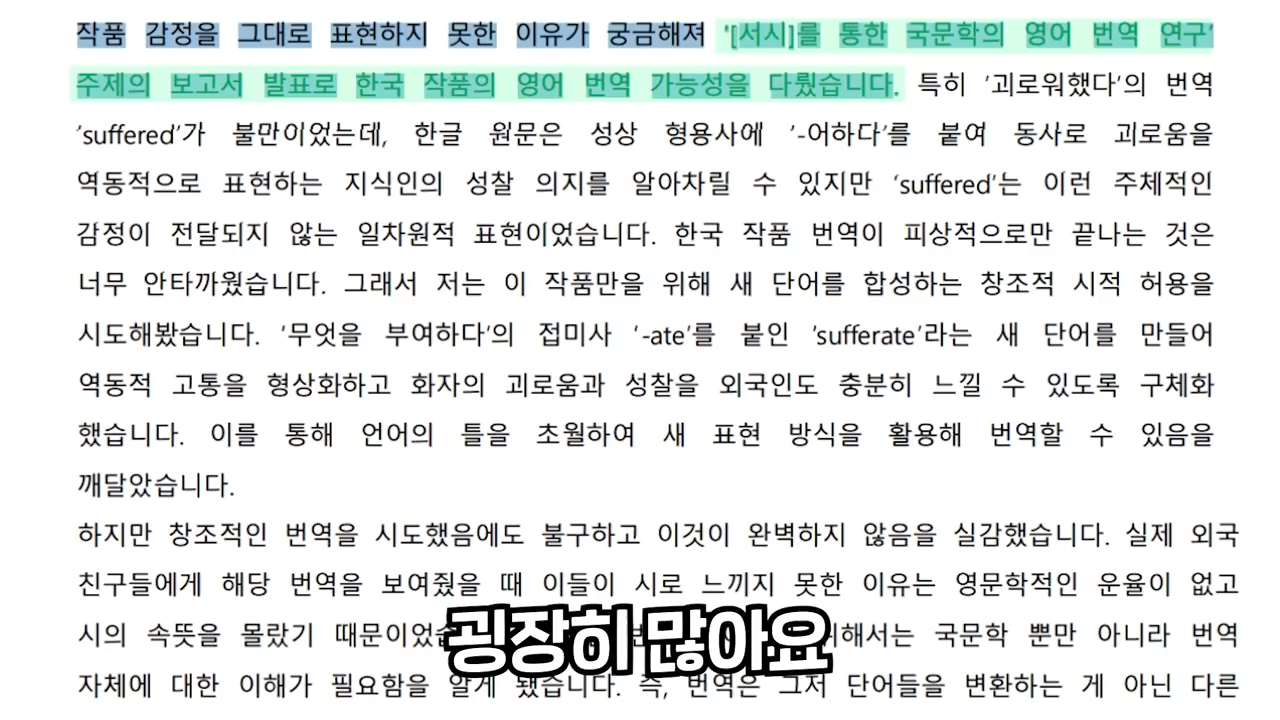 작품 감정을 그대로 표현하지 못한 이유가 궁금해져 '[서시]를 통한 국문학의 영어 번역 연구'
주제의 보고서 발표로 한국 작품의 영어 번역 가능성을 다뤘습니다. 특히 '괴로워했다'의 번역
'suffered'가 불만이었는데, 한글 원문은 성상 형용사에 '-어하다'를 붙여 동사로 괴로움을
역동적으로 표현하는 지식인의 성찰 의지를 알아차릴 수 있지만 'suffered'는 이런 주체적인
감정이 전달되지 않는 일차원적 표현이었습니다. 한국 작품 번역이 피상적으로만 끝나는 것은
너무 안타까웠습니다. 그래서 저는 이 작품만을 위해 새 단어를 합성하는 창조적 시적 허용을
시도해봤습니다. '무엇을 부여하다'의 접미사 '-ate'를 붙인 'sufferate'라는 새 단어를 만들어
역동적 고통을 형상화하고 화자의 괴로움과 성찰을 외국인도 충분히 느낄 수 있도록 구체화
했습니다. 이를 통해 언어의 틀을 초월하여 새 표현 방식을 활용해 번역할 수 있음을
깨달았습니다.
하지만 창조적인 번역을 시도했음에도 불구하고 이것이 완벽하지 않음을 실감했습니다. 실제 외국
친구들에게 해당 번역을 보여줬을 때 이들이 시로 느끼지 못한 이유는 영문학적인 운율이 없고
시의 속뜻을 몰랐기 때문이었습 위해서는 국문학 뿐만 아니라 번역
굉장히 많아요
자체에 대한 이해가 필요함을 알게 됐습니다. 즉, 번역은 그저 단어들을 변환하는 게 아닌 다른